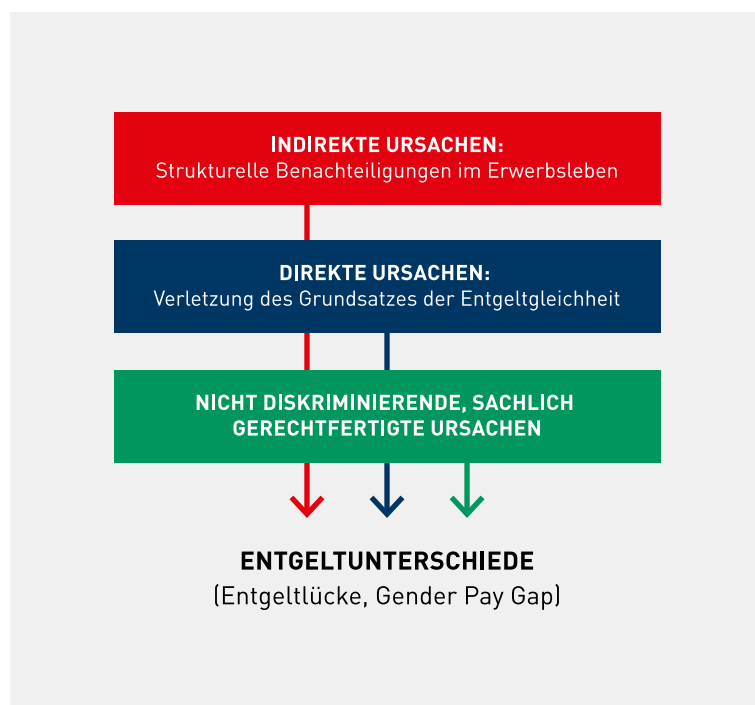 INDIREKTE URSACHEN:
Strukturelle Benachteiligungen im Erwerbsleben
DIREKTE URSACHEN:
Verletzung des Grundsatzes der Entgeltgleichheit
NICHT DISKRIMINIERENDE, SACHLICH
GERECHTFERTIGTE URSACHEN
ENTGELTUNTERSCHIEDE
(Entgeltlücke, Gender Pay Gap)